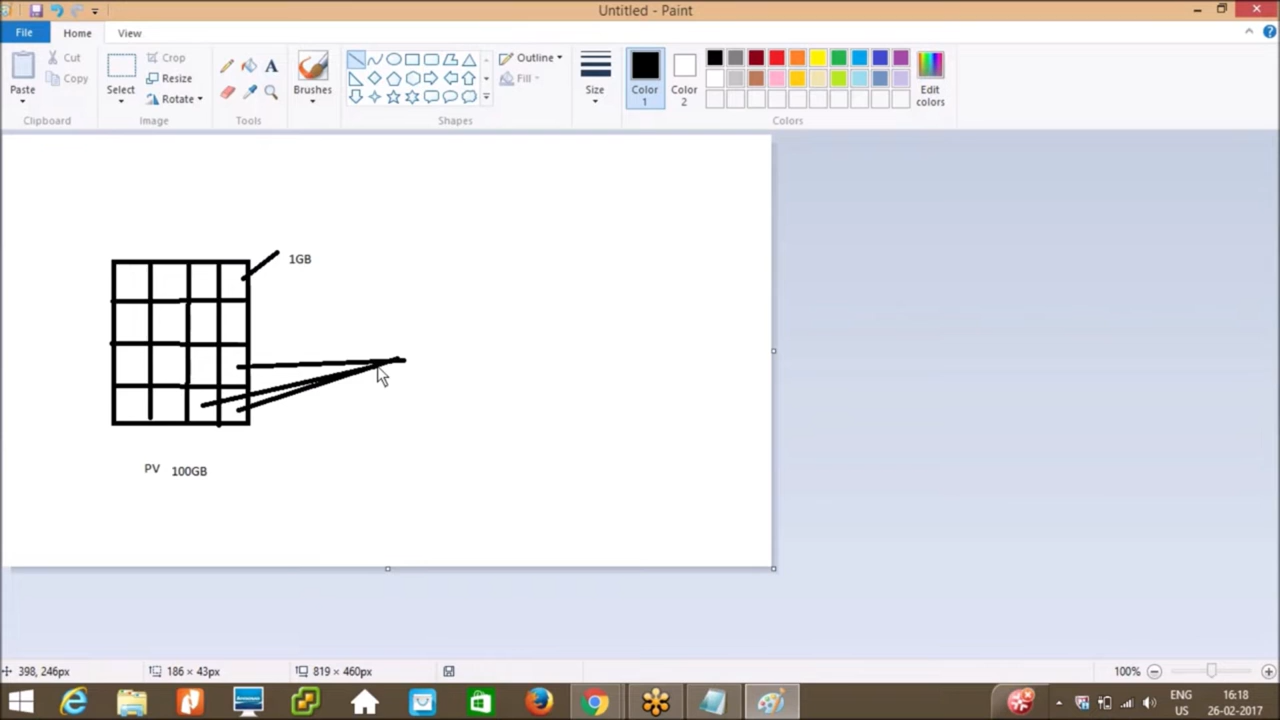 Untitled - Paint
File Home View
Paste
Cut
Copy
Clipboard
Select
Crop
Resize
Rotate
Image
A
Tools
Brushes
Outline
Fill
Shapes
Size
Color 1
Color 2
Edit colors
Colors
1GB
PV 100GB
398, 246px
186 × 43px
819 × 460px
100%
ENG
US
16:18
26-02-2017